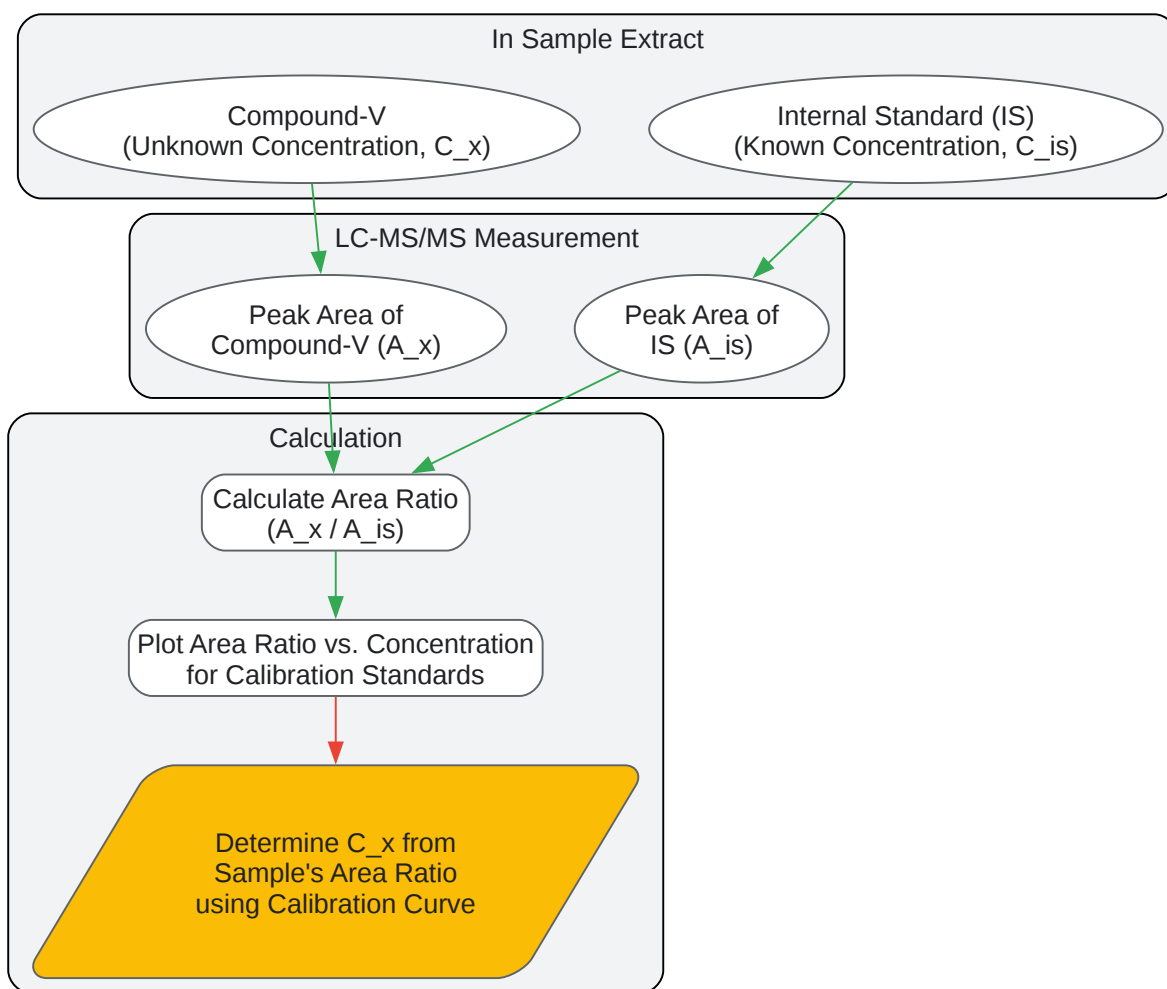 In Sample Extract
Compound-V
(Unknown Concentration, C_x)
Internal Standard (IS)
(Known Concentration, C_is)
LC-MS/MS Measurement
Peak Area of
Compound-V (A_x)
Peak Area of
IS (A_is)
Calculation
Calculate Area Ratio
(A_x / A_is)
Plot Area Ratio vs. Concentration
for Calibration Standards
Determine C_x from
Sample's Area Ratio
using Calibration Curve